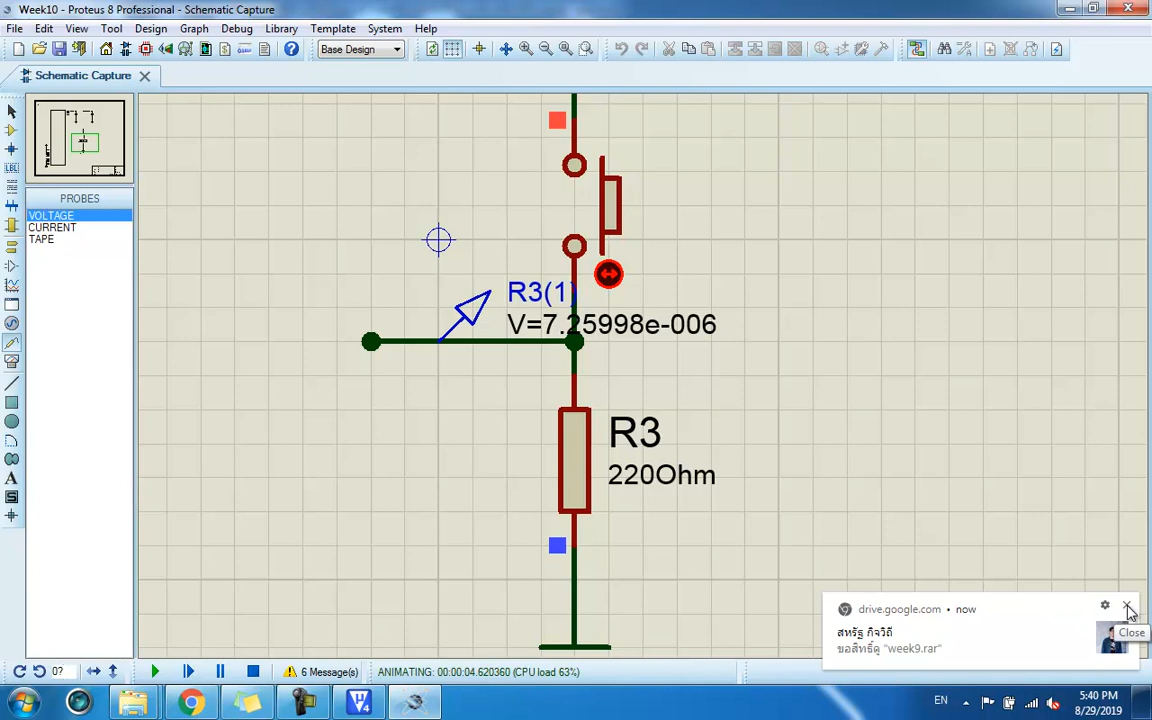 Week10 - Proteus 8 Professional - Schematic Capture
File Edit View Tool Design Graph Debug Library Template System Help
Base Design
Schematic Capture
PROBES
VOLTAGE
CURRENT
TAPE
LBL
R3(1)
V=7.25998e-006
R3
220Ohm
drive.google.com • now
สหรัฐ กิจวิถี
ขอสิทธิ์ดู "week9.rar"
Close
0?
6 Message(s)
ANIMATING: 00:00:04.620360 (CPU load 63%)
EN
5:40 PM
8/29/2019